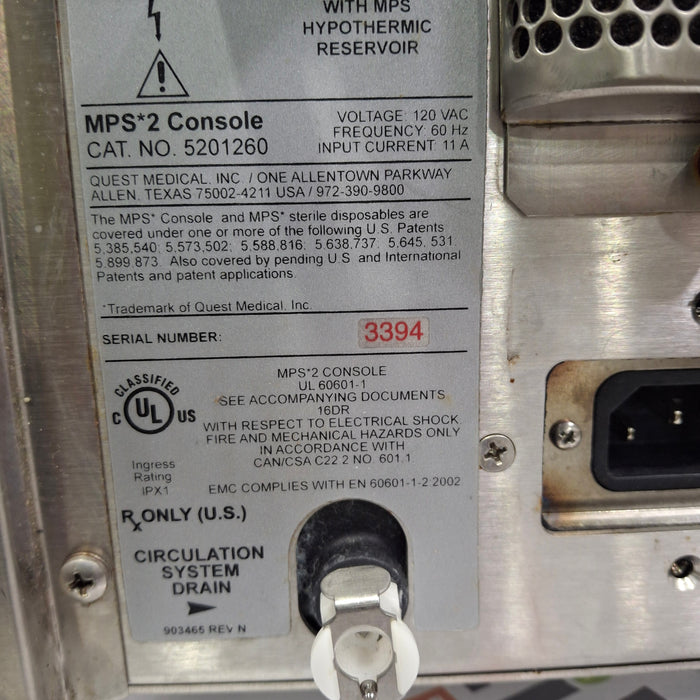 WITH MPS
HYPOTHERMIC
RESERVOIR
MPS*2 Console
CAT. NO. 5201260
VOLTAGE: 120 VAC
FREQUENCY: 60 Hz
INPUT CURRENT: 11 A
QUEST MEDICAL, INC. / ONE ALLENTOWN PARKWAY
ALLEN, TEXAS 75002-4211 USA / 972-390-9800
The MPS* Console and MPS* sterile disposables are
covered under one or more of the following U.S. Patents
5,385,540; 5,573,502; 5,588,816; 5,638,737; 5,645,531;
5,899,873. Also covered by pending U.S. and International
Patents and patent applications.
*Trademark of Quest Medical, Inc.
SERIAL NUMBER: 3394
CLASSIFIED
C UL US
MPS*2 CONSOLE
UL 60601-1
SEE ACCOMPANYING DOCUMENTS
16DR
WITH RESPECT TO ELECTRICAL SHOCK,
FIRE AND MECHANICAL HAZARDS ONLY
IN ACCORDANCE WITH
CAN/CSA C22.2 NO. 601.1
Ingress
Rating
IPX1
EMC COMPLIES WITH EN 60601-1-2:2002
Rx ONLY (U.S.)
CIRCULATION
SYSTEM
DRAIN
903465 REV N